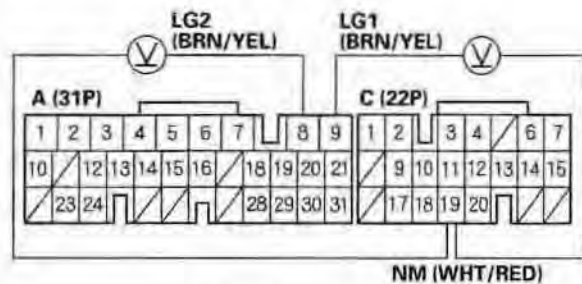 LG2
(BRN/YEL)
LG1
(BRN/YEL)
V
V
A (31P)
C (22P)
1 2 3 4 5 6 7 8 9
1 2 3 4 6 7
10 12 13 14 15 16 18 19 20 21
9 10 11 12 13 14 15
23 24 28 29 30 31
17 18 19 20
NM (WHT/RED)